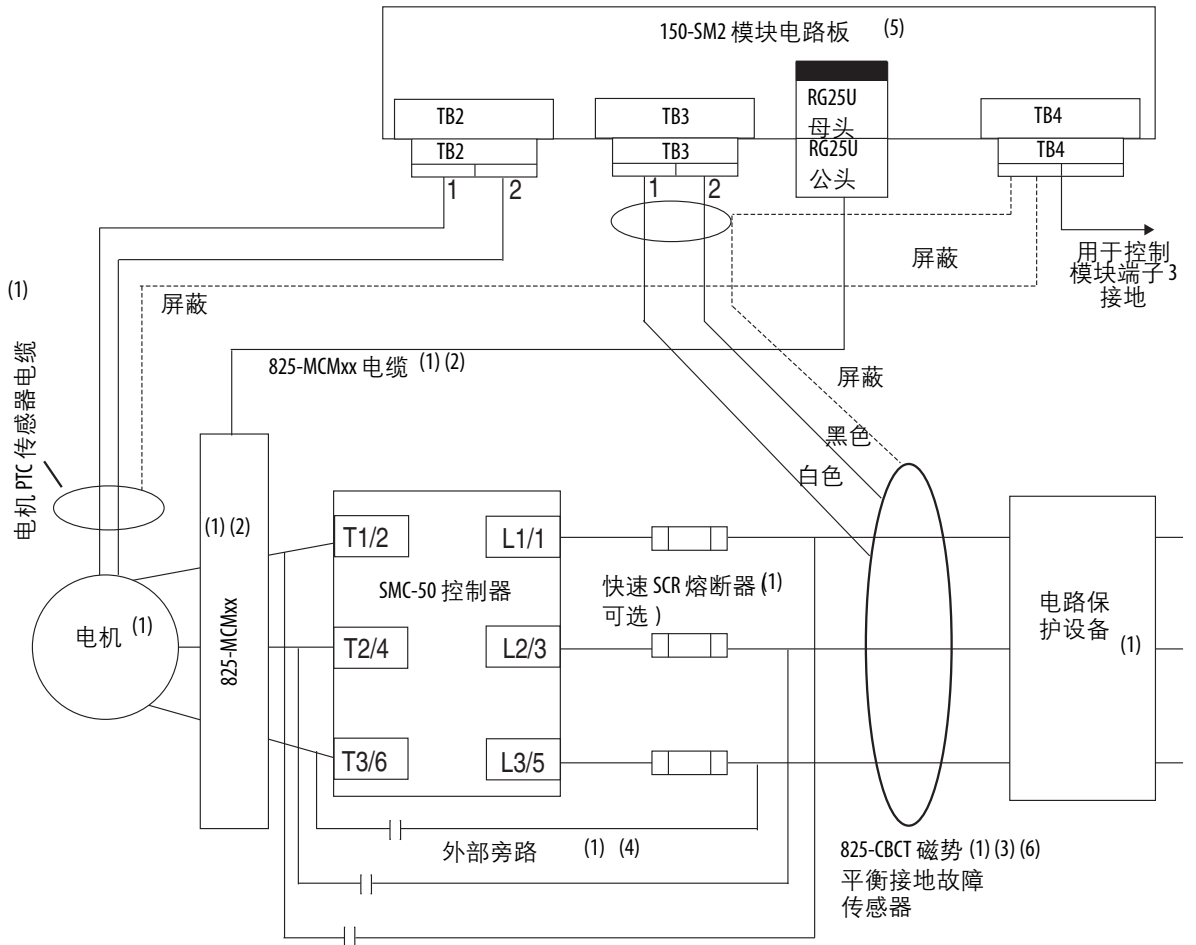 150-SM2 模块电路板 (5)
TB2
TB3
RG25U
母头
TB4
TB2
TB3
RG25U
公头
TB4
1
2
1
2
用于控制
模块端子 3
接地
屏蔽
(1)
屏蔽
电机 PTC 传感器电缆
825-MCMxx 电缆 (1) (2)
屏蔽
黑色
白色
(1) (2)
825-MCMxx
T1/2
L1/1
SMC-50 控制器
快速 SCR 熔断器 (1)
可选 )
电机 (1)
T2/4
L2/3
电路保
护设备 (1)
T3/6
L3/5
外部旁路 (1) (4)
825-CBCT 磁势 (1) (3) (6)
平衡接地故障
传感器